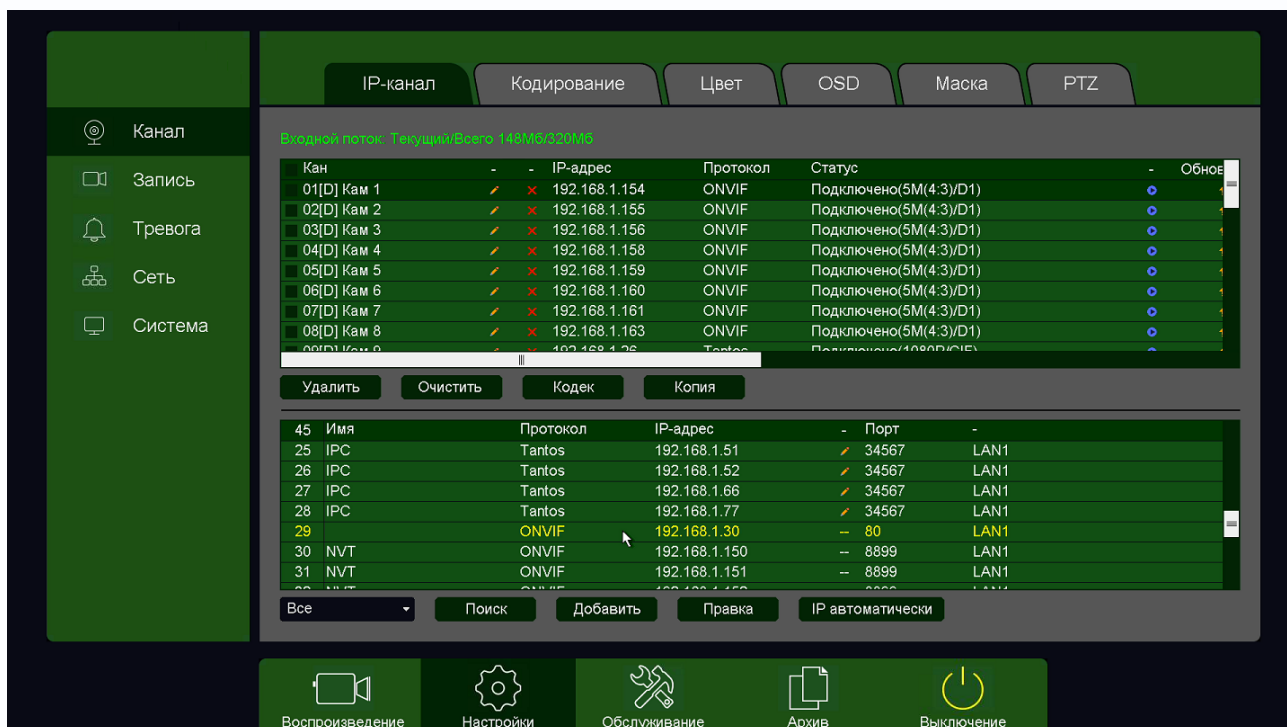 IP-канал Кодирование Цвет OSD Маска PTZ
Канал
Запись
Тревога
Сеть
Система
Входной поток: Текущий/Всего 148Мб/320Мб
Кан - - IP-адрес Протокол Статус - Обнов
01[D] Кам 1 192.168.1.154 ONVIF Подключено(5M(4:3)/D1)
02[D] Кам 2 192.168.1.155 ONVIF Подключено(5M(4:3)/D1)
03[D] Кам 3 192.168.1.156 ONVIF Подключено(5M(4:3)/D1)
04[D] Кам 4 192.168.1.158 ONVIF Подключено(5M(4:3)/D1)
05[D] Кам 5 192.168.1.159 ONVIF Подключено(5M(4:3)/D1)
06[D] Кам 6 192.168.1.160 ONVIF Подключено(5M(4:3)/D1)
07[D] Кам 7 192.168.1.161 ONVIF Подключено(5M(4:3)/D1)
08[D] Кам 8 192.168.1.163 ONVIF Подключено(5M(4:3)/D1)
09[D] Кам 9 192.168.1.26 Tantos Подключено(1080P/CIF)
Удалить Очистить Кодек Копия
45 Имя Протокол IP-адрес - Порт -
25 IPC Tantos 192.168.1.51 34567 LAN1
26 IPC Tantos 192.168.1.52 34567 LAN1
27 IPC Tantos 192.168.1.66 34567 LAN1
28 IPC Tantos 192.168.1.77 34567 LAN1
29 ONVIF 192.168.1.30 -- 80 LAN1
30 NVT ONVIF 192.168.1.150 -- 8899 LAN1
31 NVT ONVIF 192.168.1.151 -- 8899 LAN1
Все Поиск Добавить Правка IP автоматически
Воспроизведение Настройки Обслуживание Архив Выключение